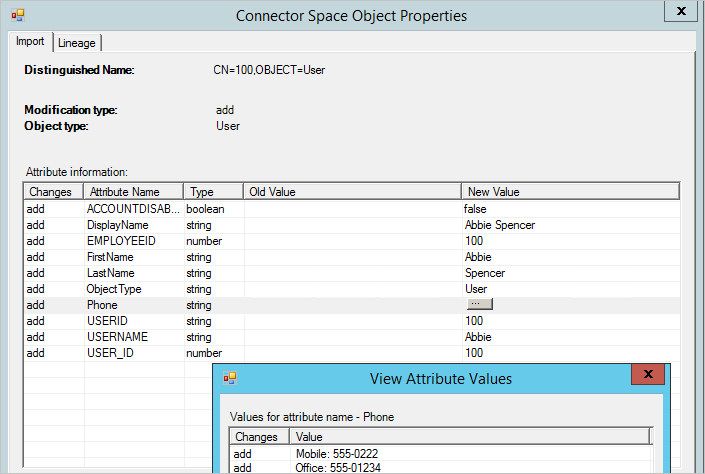 Connector Space Object Properties
X
Import Lineage
Distinguished Name: CN=100,OBJECT=User
Modification type: add
Object type: User
Attribute information:
Changes Attribute Name Type Old Value New Value
add ACCOUNTDISAB... boolean false
add DisplayName string Abbie Spencer
add EMPLOYEEID number 100
add FirstName string Abbie
add LastName string Spencer
add ObjectType string User
add Phone string ...
add USERID string 100
add USERNAME string Abbie
add USER_ID number 100
View Attribute Values
X
Values for attribute name - Phone
Changes Value
add Mobile: 555-0222
add Office: 555-01234